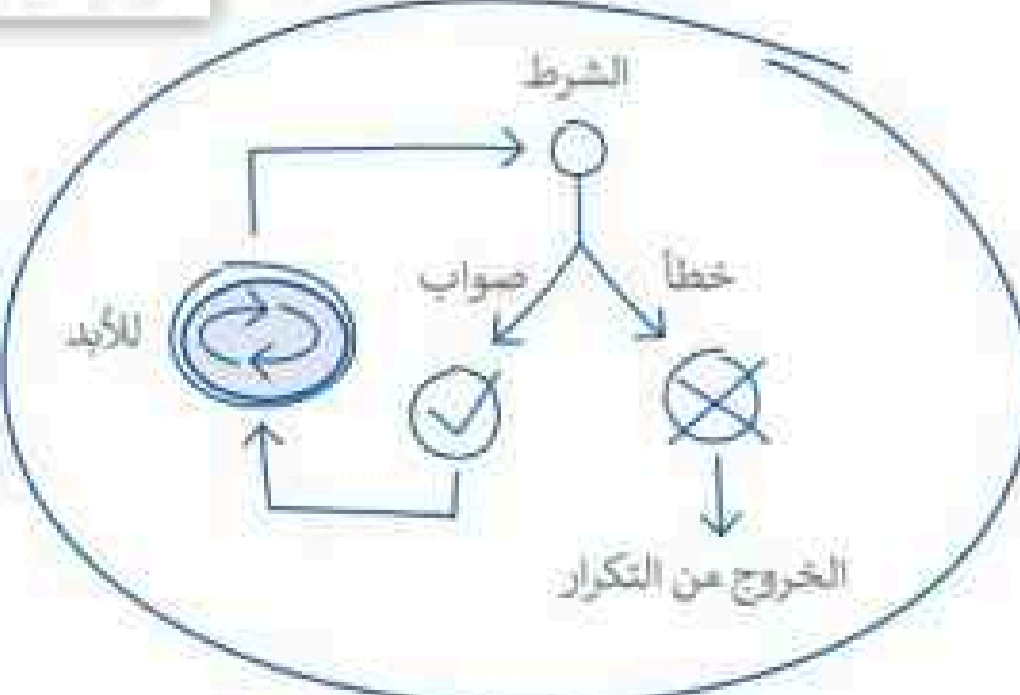 الشرط
خطأ
صواب
للأبد
الخروج من التكرار